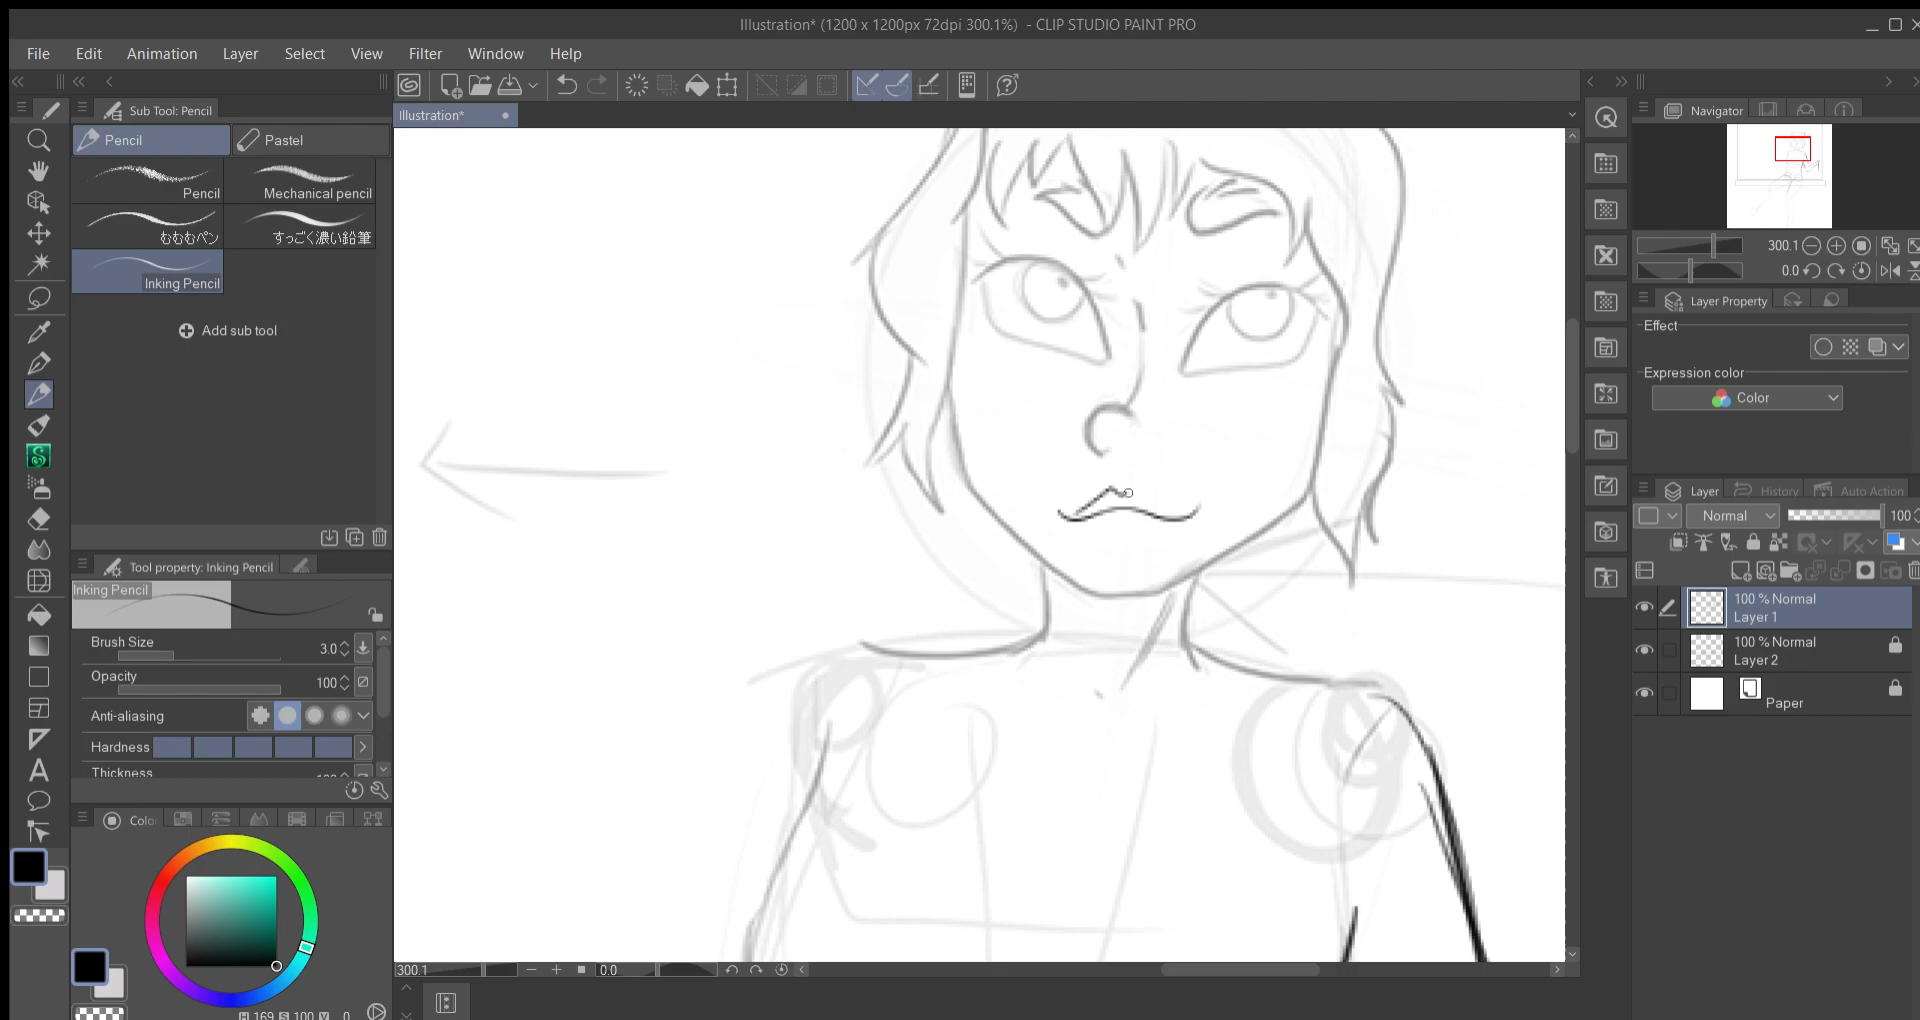 Illustration* (1200 x 1200px 72dpi 300.1%) - CLIP STUDIO PAINT PRO
File Edit Animation Layer Select View Filter Window Help
Sub Tool: Pencil
Pencil Pastel
Pencil Mechanical pencil
むむむペン すっごく濃い鉛筆
Inking Pencil
Add sub tool
Tool property: Inking Pencil
Inking Pencil
Brush Size 3.0
Opacity 100
Anti-aliasing
Hardness
Thickness
Color
H 169 S 100 V 0
Illustration*
300.1 0.0
Navigator
300.1
0.0
Layer Property
Effect
Expression color
Color
Layer History Auto Action
Normal 100
100 % Normal
Layer 1
100 % Normal
Layer 2
Paper